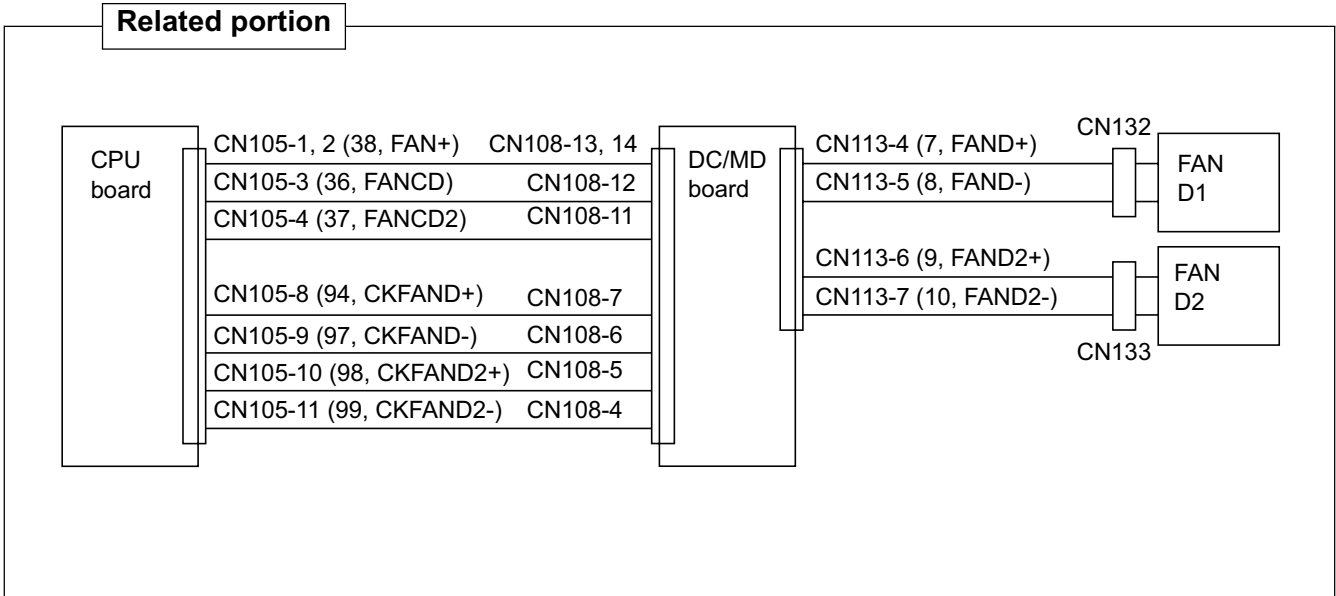 Related portion
CPU
board
CN105-1, 2 (38, FAN+) CN108-13, 14
CN105-3 (36, FANCD) CN108-12
CN105-4 (37, FANCD2) CN108-11
CN105-8 (94, CKFAND+) CN108-7
CN105-9 (97, CKFAND-) CN108-6
CN105-10 (98, CKFAND2+) CN108-5
CN105-11 (99, CKFAND2-) CN108-4
DC/MD
board
CN113-4 (7, FAND+)
CN113-5 (8, FAND-)
CN113-6 (9, FAND2+)
CN113-7 (10, FAND2-)
CN132
FAN
D1
FAN
D2
CN133